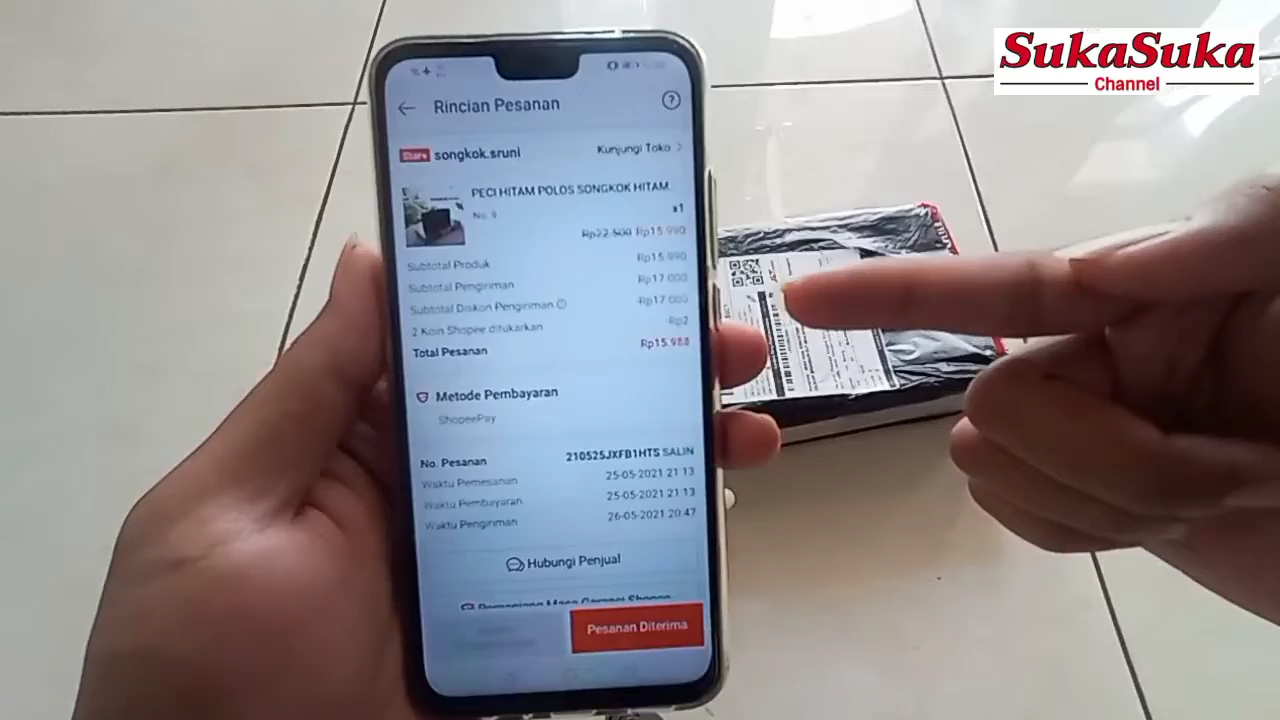 SukaSuka
Channel
Rincian Pesanan
Star+ songkok.sruni Kunjungi Toko
PECI HITAM POLOS SONGKOK HITAM
No. 9
x1
Rp22.500 Rp15.990
Subtotal Produk Rp15.990
Subtotal Pengiriman Rp17.000
Subtotal Diskon Pengiriman -Rp17.000
2 Koin Shopee ditukarkan -Rp2
Total Pesanan Rp15.988
Metode Pembayaran
ShopeePay
No. Pesanan 210525JXFB1HTS SALIN
Waktu Pemesanan 25-05-2021 21:13
Waktu Pembayaran 25-05-2021 21:13
Waktu Pengiriman 26-05-2021 20:47
Hubungi Penjual
Pesanan Diterima